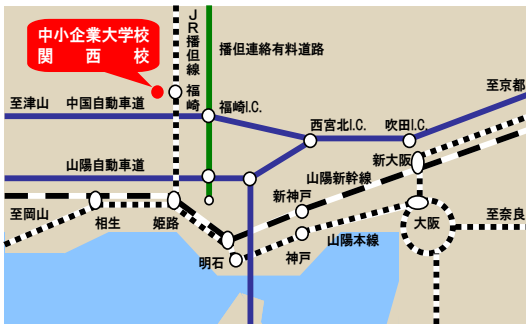 中小企業大学校
関西校
JR播但線
福崎
播但連絡有料道路
至京都
至津山
中国自動車道
福崎I.C.
西宮北I.C.
吹田I.C.
山陽自動車道
新大阪
山陽新幹線
新神戸
至岡山
相生
姫路
大阪
至奈良
山陽本線
明石
神戸